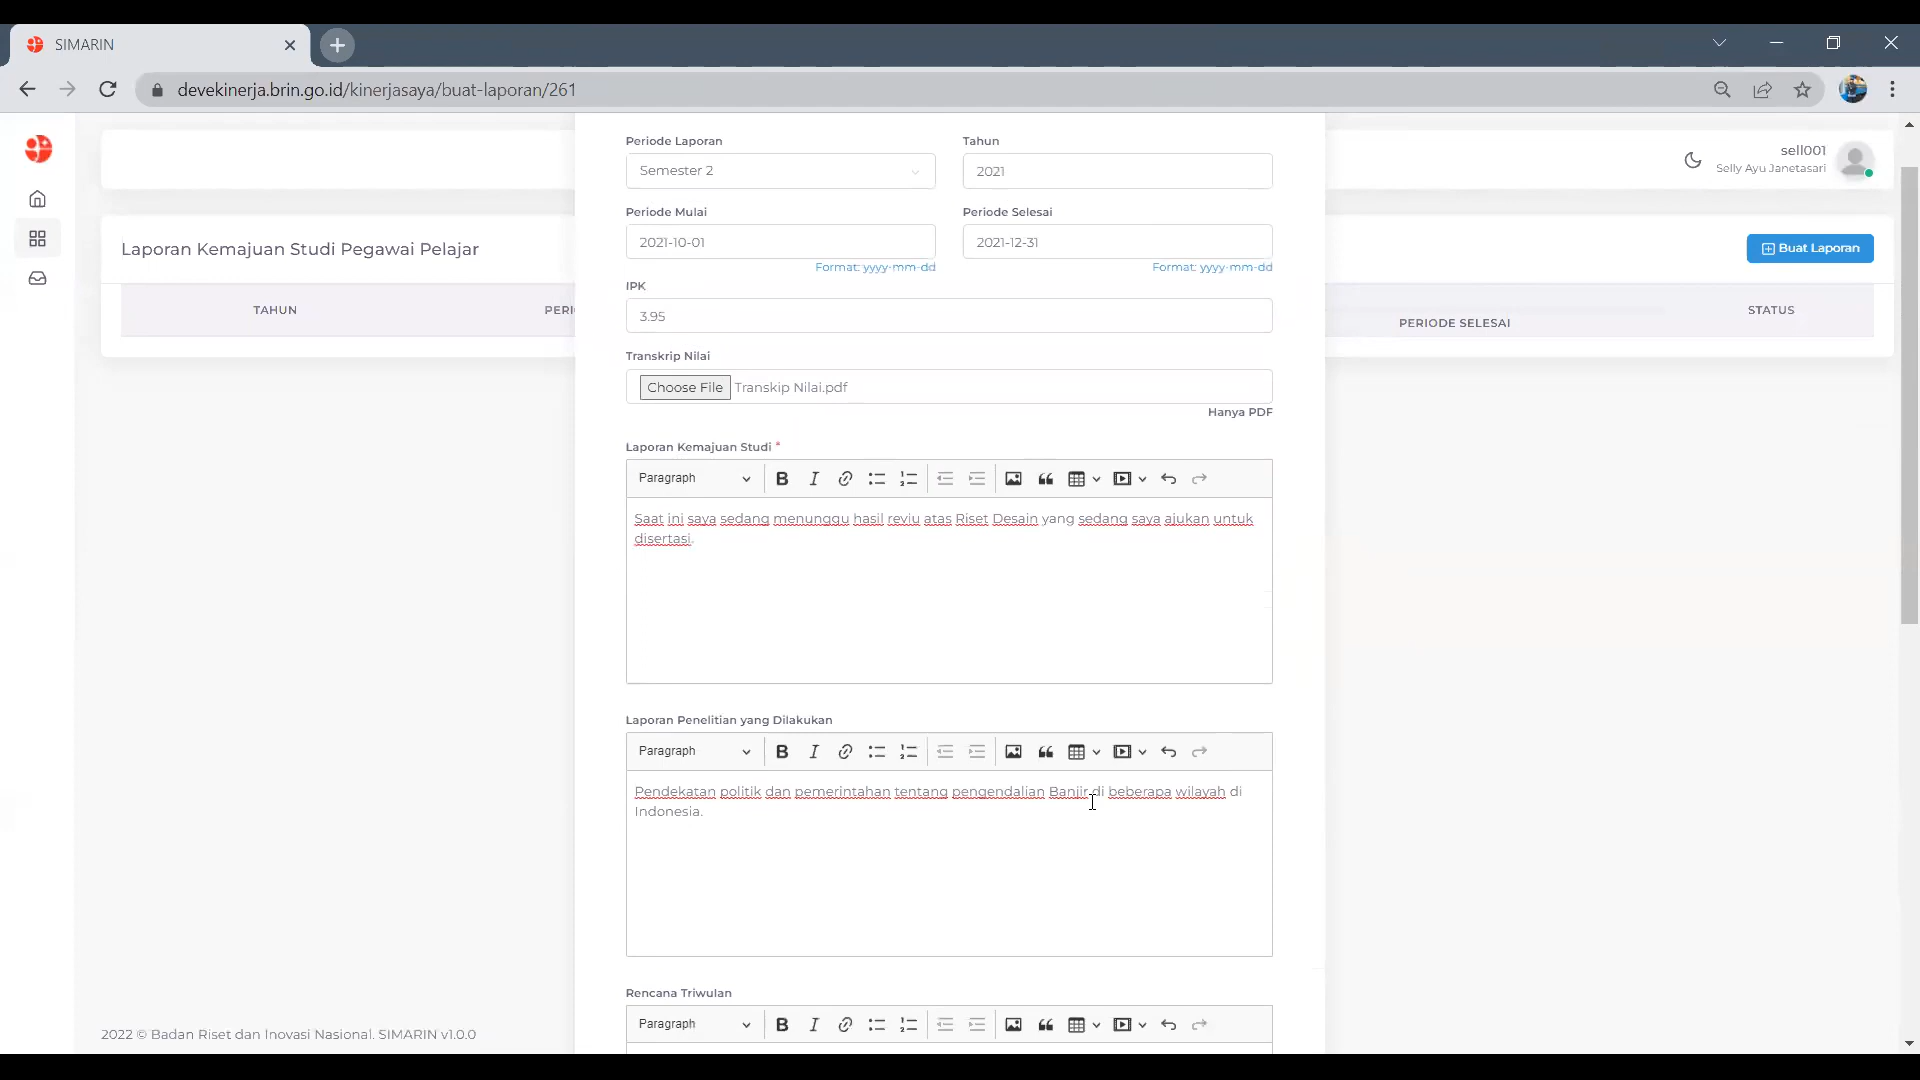 SIMARIN
devekinerja.brin.go.id/kinerjasaya/buat-laporan/261
sell001
Selly Ayu Janetasari
Laporan Kemajuan Studi Pegawai Pelajar
Buat Laporan
TAHUN
PERI
PERIODE SELESAI
STATUS
Periode Laporan
Tahun
Semester 2
2021
Periode Mulai
Periode Selesai
2021-10-01
2021-12-31
Format: yyyy-mm-dd
Format: yyyy-mm-dd
IPK
3.95
Transkrip Nilai
Choose File Transkip Nilai.pdf
Hanya PDF
Laporan Kemajuan Studi *
Paragraph
Saat ini saya sedang menunggu hasil reviu atas Riset Desain yang sedang saya ajukan untuk
disertasi.
Laporan Penelitian yang Dilakukan
Paragraph
Pendekatan politik dan pemerintahan tentang pengendalian Banjir di beberapa wilayah di
Indonesia.
Rencana Triwulan
Paragraph
2022 © Badan Riset dan Inovasi Nasional. SIMARIN v1.0.0